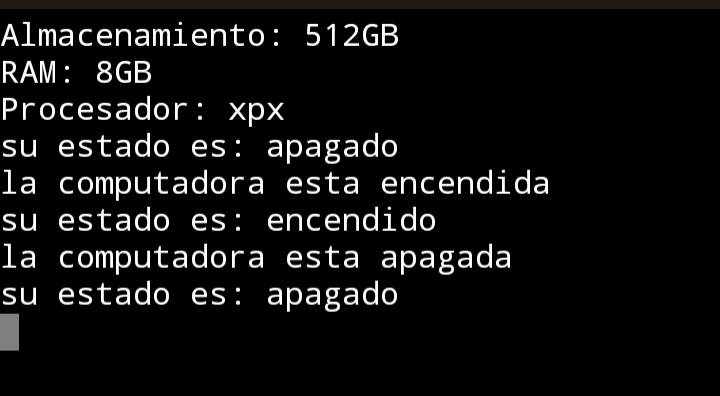 Almacenamiento: 512GB
RAM: 8GB
Procesador: xpx
su estado es: apagado
la computadora esta encendida
su estado es: encendido
la computadora esta apagada
su estado es: apagado